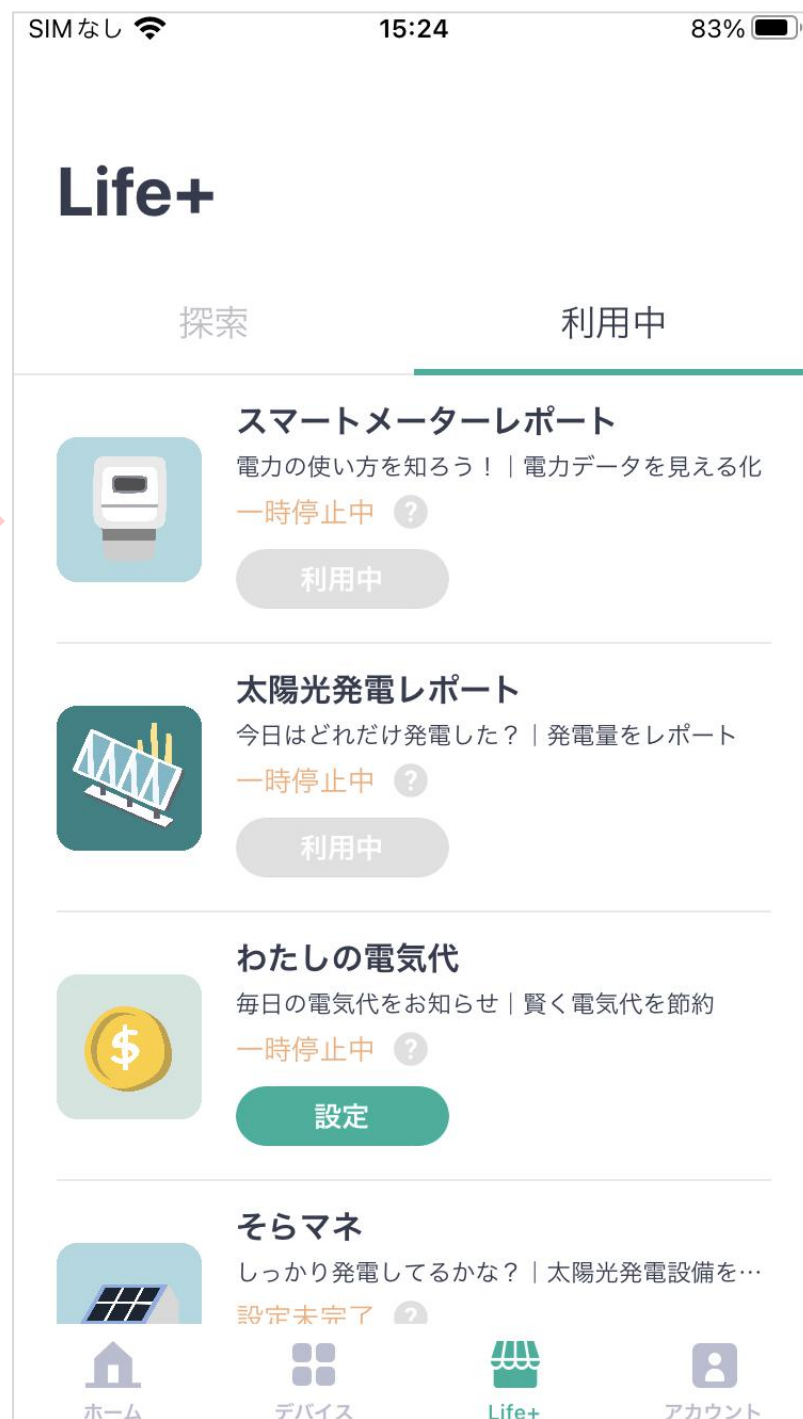 SIMなし 15:24 83%
Life+
探索 利用中
スマートメーターレポート
電力の使い方を知ろう！｜電力データを見える化
一時停止中 ?
利用中
太陽光発電レポート
今日はどれだけ発電した？｜発電量をレポート
一時停止中 ?
利用中
わたしの電気代
毎日の電気代をお知らせ｜賢く電気代を節約
$
一時停止中 ?
設定
そらマネ
しっかり発電してるかな？｜太陽光発電設備を…
設定未完了 ?
ホーム デバイス Life+ アカウント